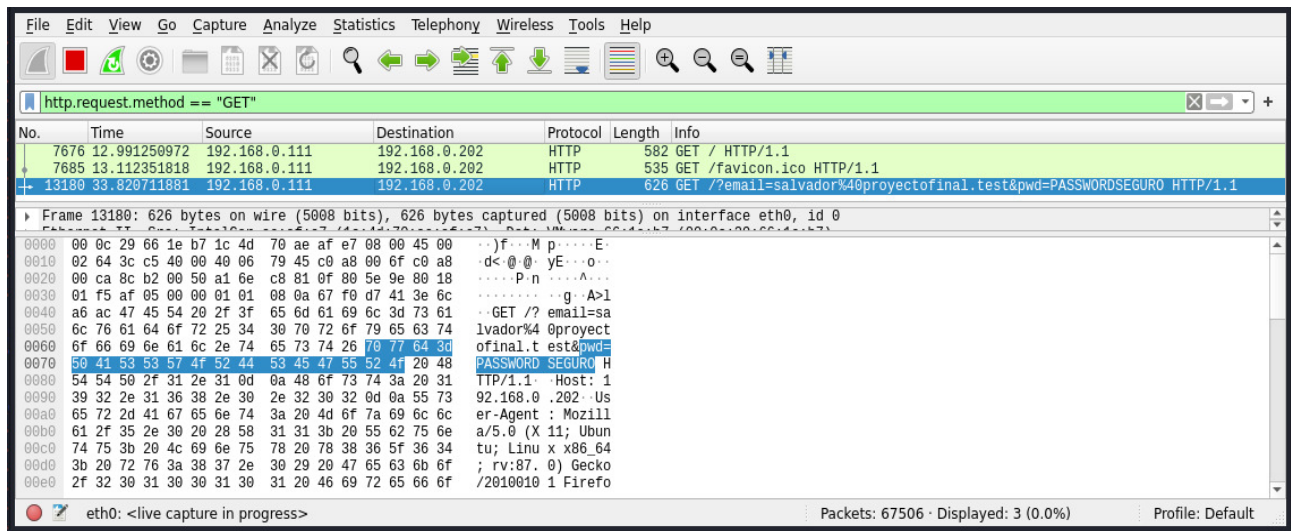 File Edit View Go Capture Analyze Statistics Telephony Wireless Tools Help
http.request.method == "GET"
No. Time Source Destination Protocol Length Info
7676 12.991250972 192.168.0.111 192.168.0.202 HTTP 582 GET / HTTP/1.1
7685 13.112351818 192.168.0.111 192.168.0.202 HTTP 535 GET /favicon.ico HTTP/1.1
13180 33.820711881 192.168.0.111 192.168.0.202 HTTP 626 GET /?email=salvador%40proyectofinal.test&pwd=PASSWORDSEGURO HTTP/1.1
Frame 13180: 626 bytes on wire (5008 bits), 626 bytes captured (5008 bits) on interface eth0, id 0
0000 00 0c 29 66 1e b7 1c 4d 70 ae af e7 08 00 45 00 ··)f···M p·····E·
0010 02 64 3c c5 40 00 40 06 79 45 c0 a8 00 6f c0 a8 ·d<·@·@· yE···o··
0020 00 ca 8c b2 00 50 a1 6e c8 81 0f 80 5e 9e 80 18 ·····P·n ····^···
0030 01 f5 af 05 00 00 01 01 08 0a 67 f0 d7 41 3e 6c ········ ··g··A>l
0040 a6 ac 47 45 54 20 2f 3f 65 6d 61 69 6c 3d 73 61 ··GET /? email=sa
0050 6c 76 61 64 6f 72 25 34 30 70 72 6f 79 65 63 74 lvador%4 0proyect
0060 6f 66 69 6e 61 6c 2e 74 65 73 74 26 70 77 64 3d ofinal.t est&pwd=
0070 50 41 53 53 57 4f 52 44 53 45 47 55 52 4f 20 48 PASSWORD SEGURO H
0080 54 54 50 2f 31 2e 31 0d 0a 48 6f 73 74 3a 20 31 TTP/1.1· ·Host: 1
0090 39 32 2e 31 36 38 2e 30 2e 32 30 32 0d 0a 55 73 92.168.0 .202··Us
00a0 65 72 2d 41 67 65 6e 74 3a 20 4d 6f 7a 69 6c 6c er-Agent : Mozill
00b0 61 2f 35 2e 30 20 28 58 31 31 3b 20 55 62 75 6e a/5.0 (X 11; Ubun
00c0 74 75 3b 20 4c 69 6e 75 78 20 78 38 36 5f 36 34 tu; Linu x x86_64
00d0 3b 20 72 76 3a 38 37 2e 30 29 20 47 65 63 6b 6f ; rv:87. 0) Gecko
00e0 2f 32 30 31 30 30 31 30 31 20 46 69 72 65 66 6f /2010010 1 Firefo
eth0: <live capture in progress> Packets: 67506 · Displayed: 3 (0.0%) Profile: Default